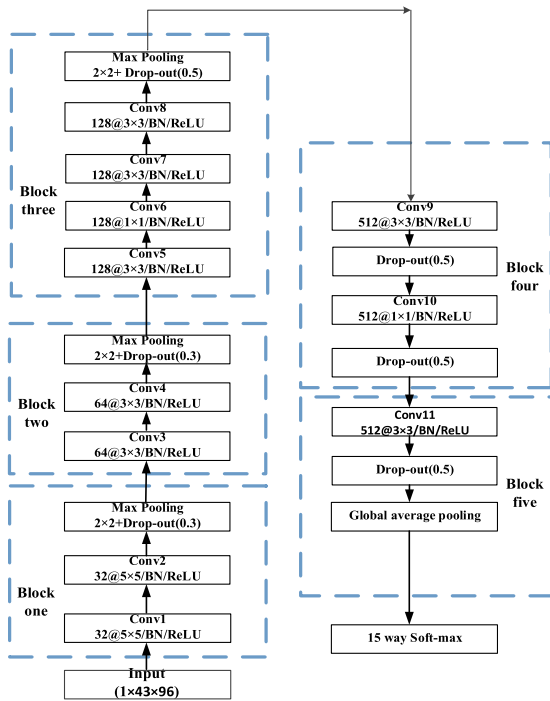 Max Pooling
2×2+ Drop-out(0.5)
Conv8
128@3×3/BN/ReLU
Conv7
128@3×3/BN/ReLU
Block
three
Conv6
128@1×1/BN/ReLU
Conv5
128@3×3/BN/ReLU
Max Pooling
2×2+Drop-out(0.3)
Block
two
Conv4
64@3×3/BN/ReLU
Conv3
64@3×3/BN/ReLU
Max Pooling
2×2+Drop-out(0.3)
Conv2
32@5×5/BN/ReLU
Block
one
Conv1
32@5×5/BN/ReLU
Input
(1×43×96)
Conv9
512@3×3/BN/ReLU
Drop-out(0.5)
Block
four
Conv10
512@1×1/BN/ReLU
Drop-out(0.5)
Conv11
512@3×3/BN/ReLU
Drop-out(0.5)
Block
five
Global average pooling
15 way Soft-max